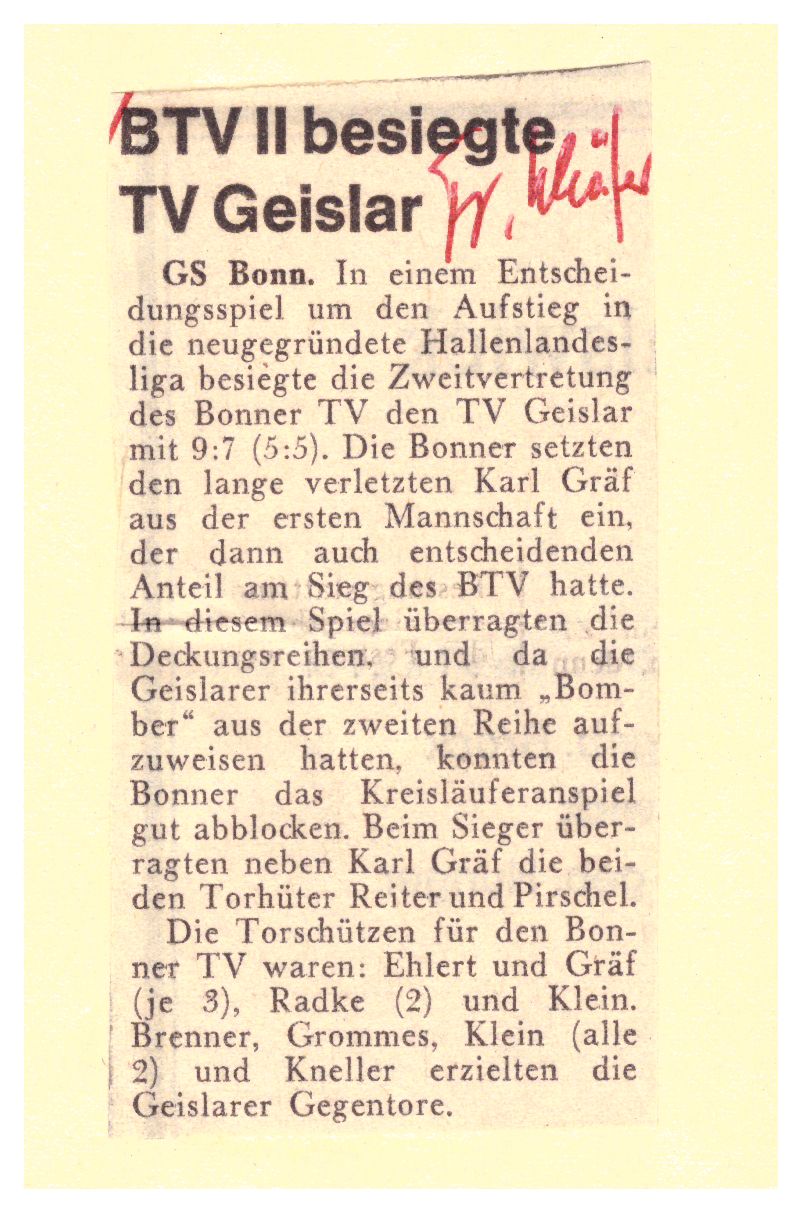 BTV II besiegte
TV Geislar
Fr. Schäfer
GS Bonn. In einem Entschei-
dungsspiel um den Aufstieg in
die neugegründete Hallenlandes-
liga besiegte die Zweitvertretung
des Bonner TV den TV Geislar
mit 9:7 (5:5). Die Bonner setzten
den lange verletzten Karl Gräf
aus der ersten Mannschaft ein,
der dann auch entscheidenden
Anteil am Sieg des BTV hatte.
In diesem Spiel überragten die
Deckungsreihen, und da die
Geislarer ihrerseits kaum „Bom-
ber“ aus der zweiten Reihe auf-
zuweisen hatten, konnten die
Bonner das Kreisläuferanspiel
gut abblocken. Beim Sieger über-
ragten neben Karl Gräf die bei-
den Torhüter Reiter und Pirschel.
Die Torschützen für den Bon-
ner TV waren: Ehlert und Gräf
(je 3), Radke (2) und Klein.
Brenner, Grommes, Klein (alle
2) und Kneller erzielten die
Geislarer Gegentore.